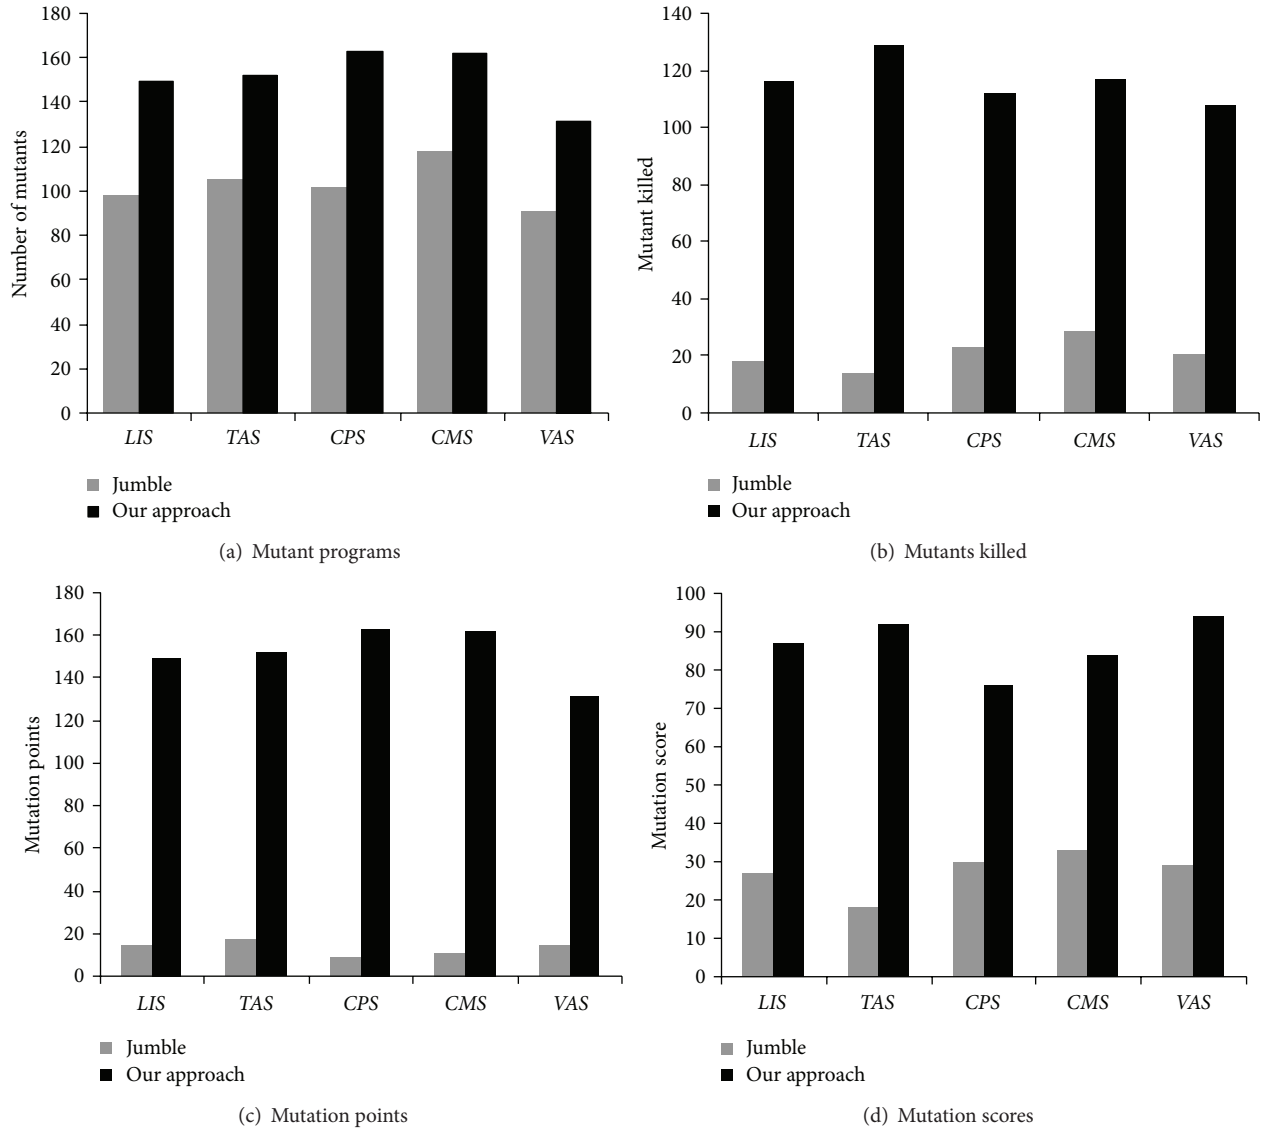 180
160
140
120
100
80
60
40
20
0
Number of mutants
LIS TAS CPS CMS VAS
Jumble
Our approach
(a) Mutant programs
140
120
100
80
60
40
20
0
Mutant killed
LIS TAS CPS CMS VAS
Jumble
Our approach
(b) Mutants killed
180
160
140
120
100
80
60
40
20
0
Mutation points
LIS TAS CPS CMS VAS
Jumble
Our approach
(c) Mutation points
100
90
80
70
60
50
40
30
20
10
0
Mutation score
LIS TAS CPS CMS VAS
Jumble
Our approach
(d) Mutation scores